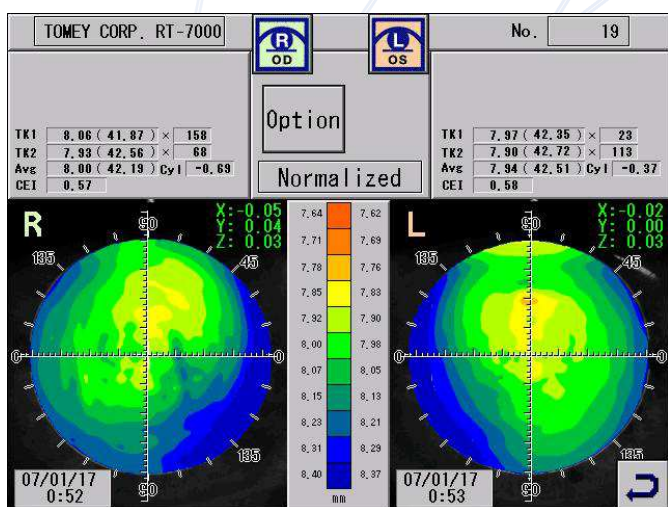 TOMEY CORP. RT-7000
R
OD
L
OS
No. 19
Option
Normalized
TK1 8.06 ( 41.87 ) × 158
TK2 7.93 ( 42.56 ) × 68
Avg 8.00 ( 42.19 ) Cyl -0.69
CEI 0.57
TK1 7.97 ( 42.35 ) × 23
TK2 7.90 ( 42.72 ) × 113
Avg 7.94 ( 42.51 ) Cyl -0.37
CEI 0.58
R
X:-0.05
Y: 0.04
Z: 0.03
135
45
0
0
135
90
90
07/01/17
0:52
7.64 7.62
7.71 7.69
7.78 7.76
7.85 7.83
7.92 7.90
8.00 7.98
8.07 8.05
8.15 8.13
8.23 8.21
8.31 8.29
8.40 8.37
mm
L
X:-0.02
Y: 0.00
Z: 0.03
135
45
0
0
135
90
90
07/01/17
0:53